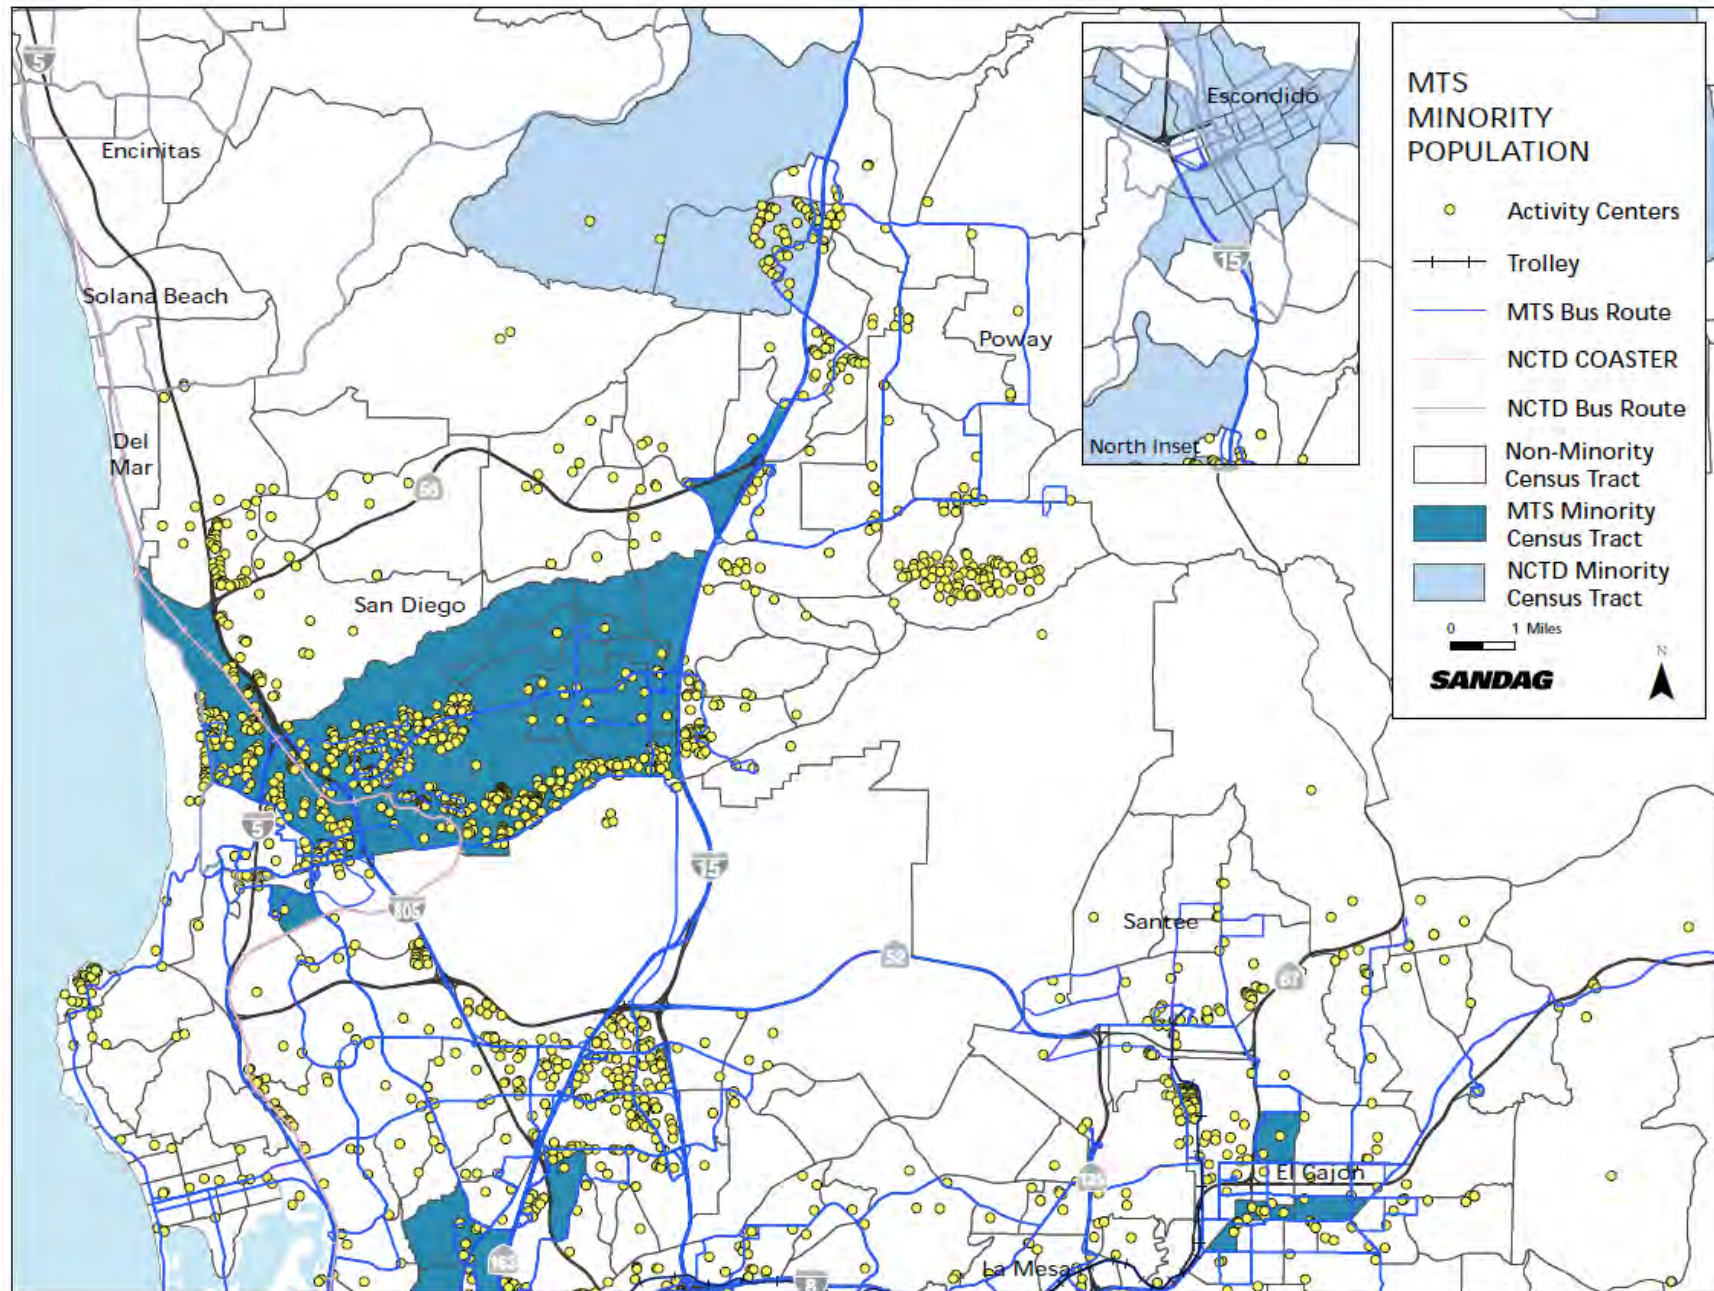 5
Encinitas
Solana Beach
Del
Mar
56
San Diego
Poway
5
805
15
52
Santee
67
125
El Cajon
163
La Mesa
8
Escondido
15
North Inset
MTS
MINORITY
POPULATION
Activity Centers
Trolley
MTS Bus Route
NCTD COASTER
NCTD Bus Route
Non-Minority
Census Tract
MTS Minority
Census Tract
NCTD Minority
Census Tract
0 1 Miles
N
SANDAG